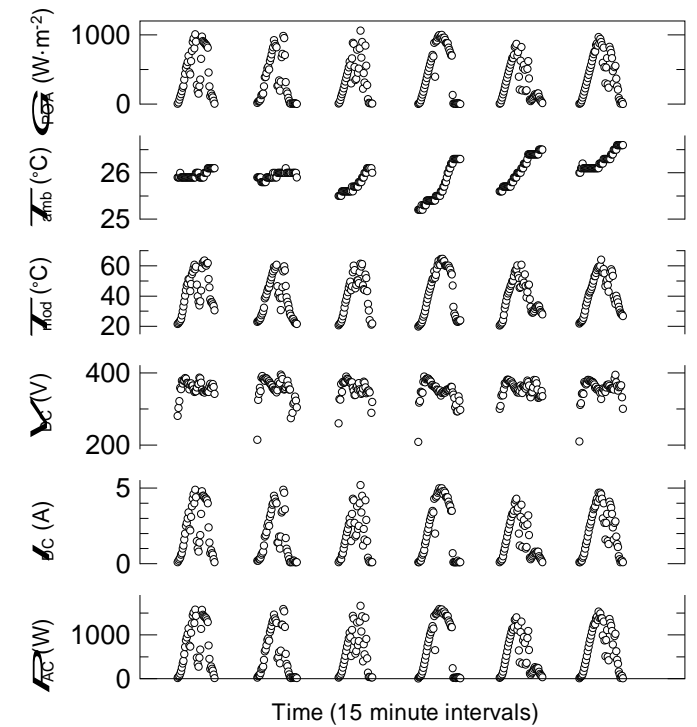 G_POA (W·m⁻²)
1000
0
T_amb (°C)
26
25
T_mod (°C)
60
40
20
V_DC (V)
400
200
I_DC (A)
5
0
P_AC (W)
1000
0
Time (15 minute intervals)